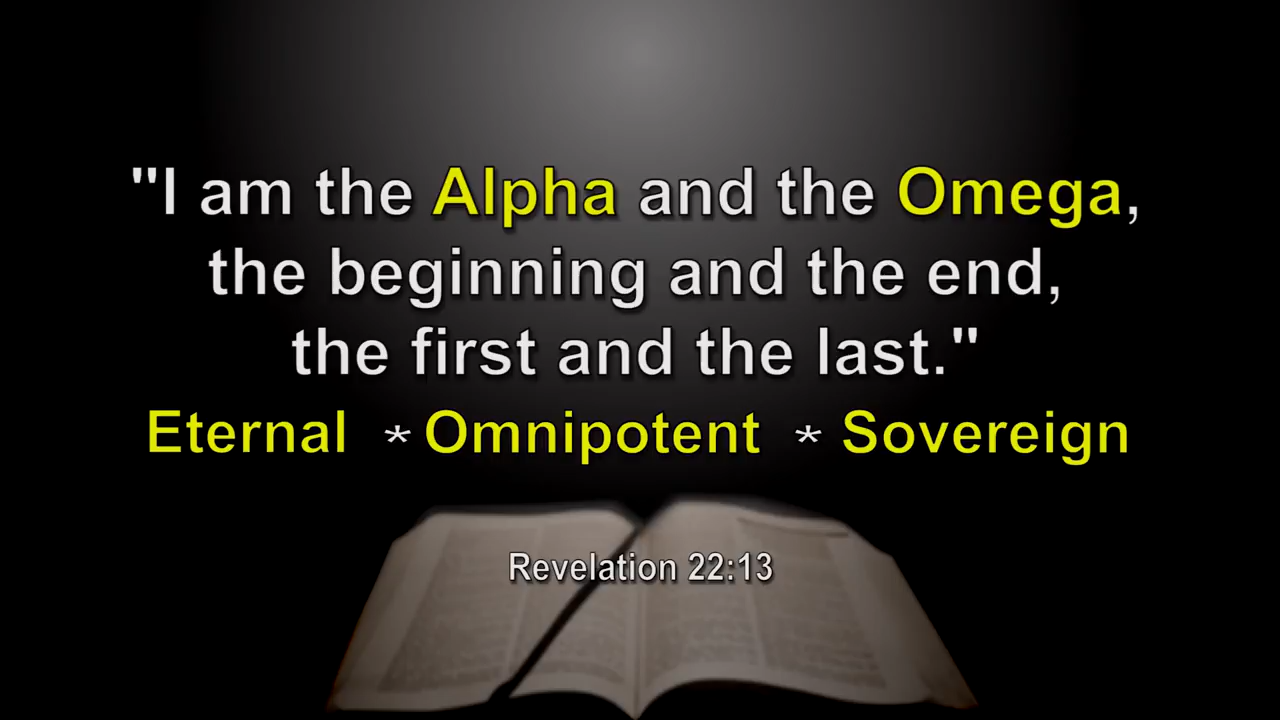 "I am the Alpha and the Omega,
the beginning and the end,
the first and the last."
Eternal * Omnipotent * Sovereign
Revelation 22:13